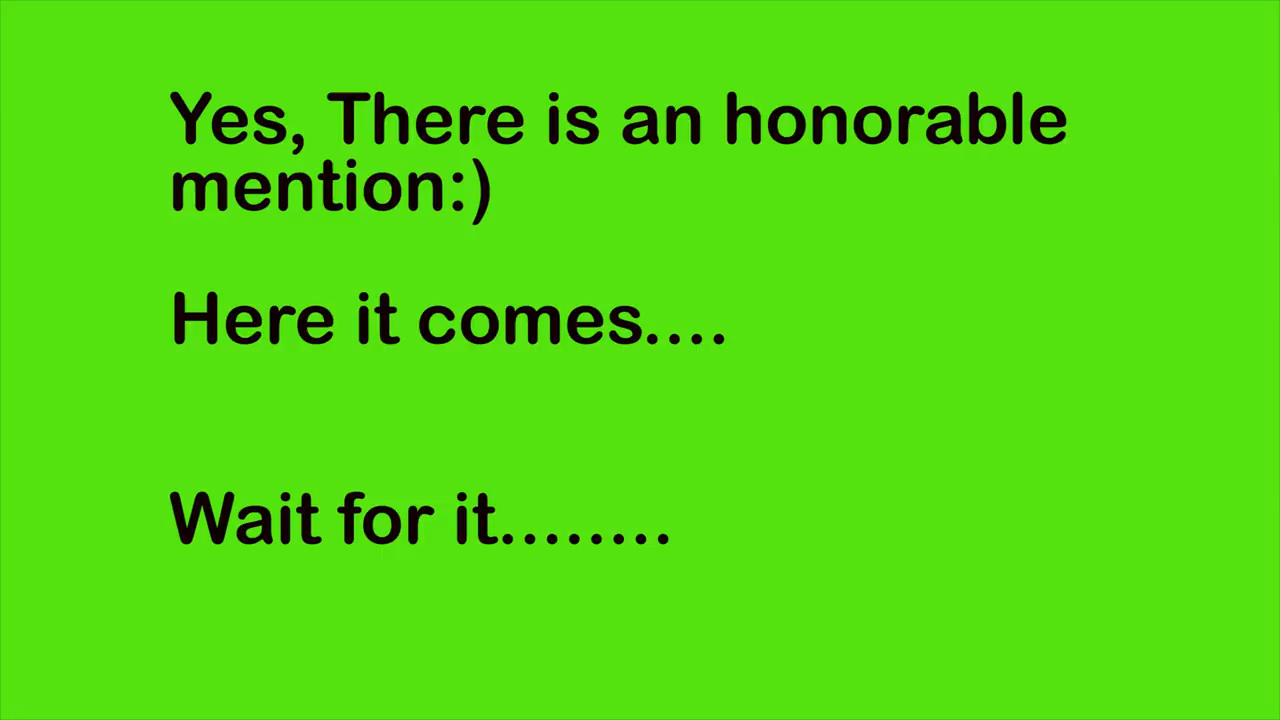 Yes, There is an honorable
mention:)
Here it comes....
Wait for it........